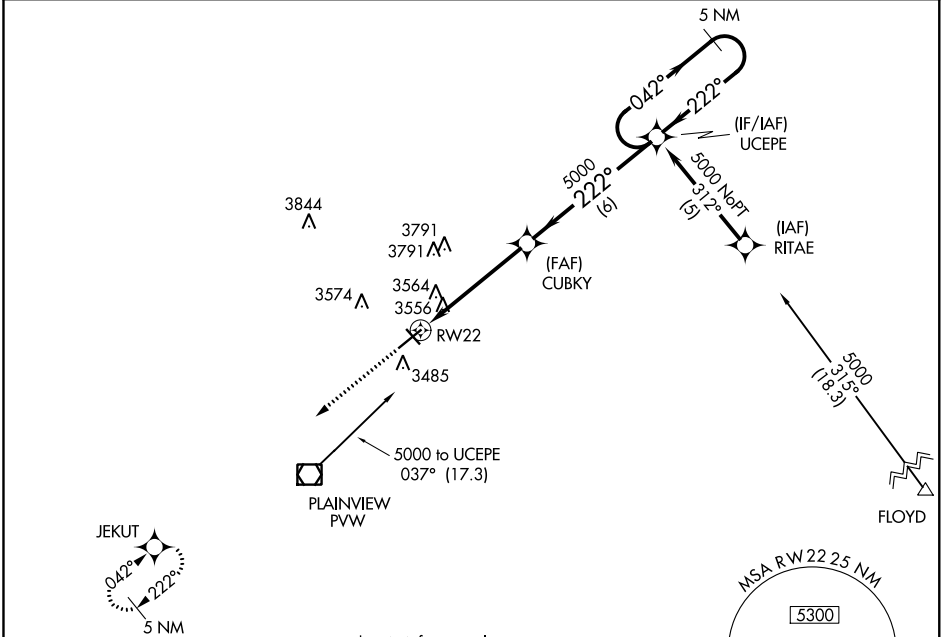 5 NM
042°
222°
(IF/IAF)
UCEPE
5000
222°
(6)
5000 NoPT
312°
(5)
(IAF)
RITAE
3844
3791
3791
(FAF)
CUBKY
3574
3564
3556
RW22
3485
5000
315°
(18.3)
5000 to UCEPE
037° (17.3)
PLAINVIEW
PVW
FLOYD
JEKUT
042°
222°
5 NM
MSA RW22 25 NM
5300